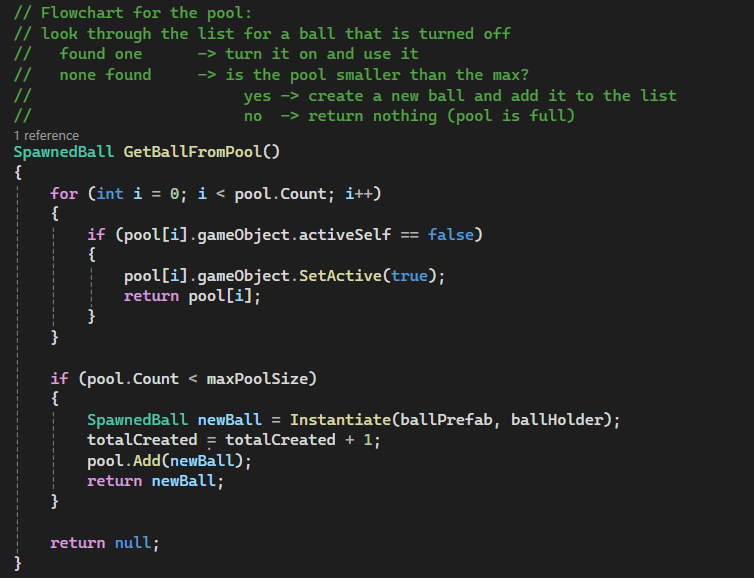 // Flowchart for the pool:
// look through the list for a ball that is turned off
//   found one      -> turn it on and use it
//   none found     -> is the pool smaller than the max?
//                       yes -> create a new ball and add it to the list
//                       no  -> return nothing (pool is full)
1 reference
SpawnedBall GetBallFromPool()
{
    for (int i = 0; i < pool.Count; i++)
    {
        if (pool[i].gameObject.activeSelf == false)
        {
            pool[i].gameObject.SetActive(true);
            return pool[i];
        }
    }

    if (pool.Count < maxPoolSize)
    {
        SpawnedBall newBall = Instantiate(ballPrefab, ballHolder);
        totalCreated = totalCreated + 1;
        pool.Add(newBall);
        return newBall;
    }

    return null;
}